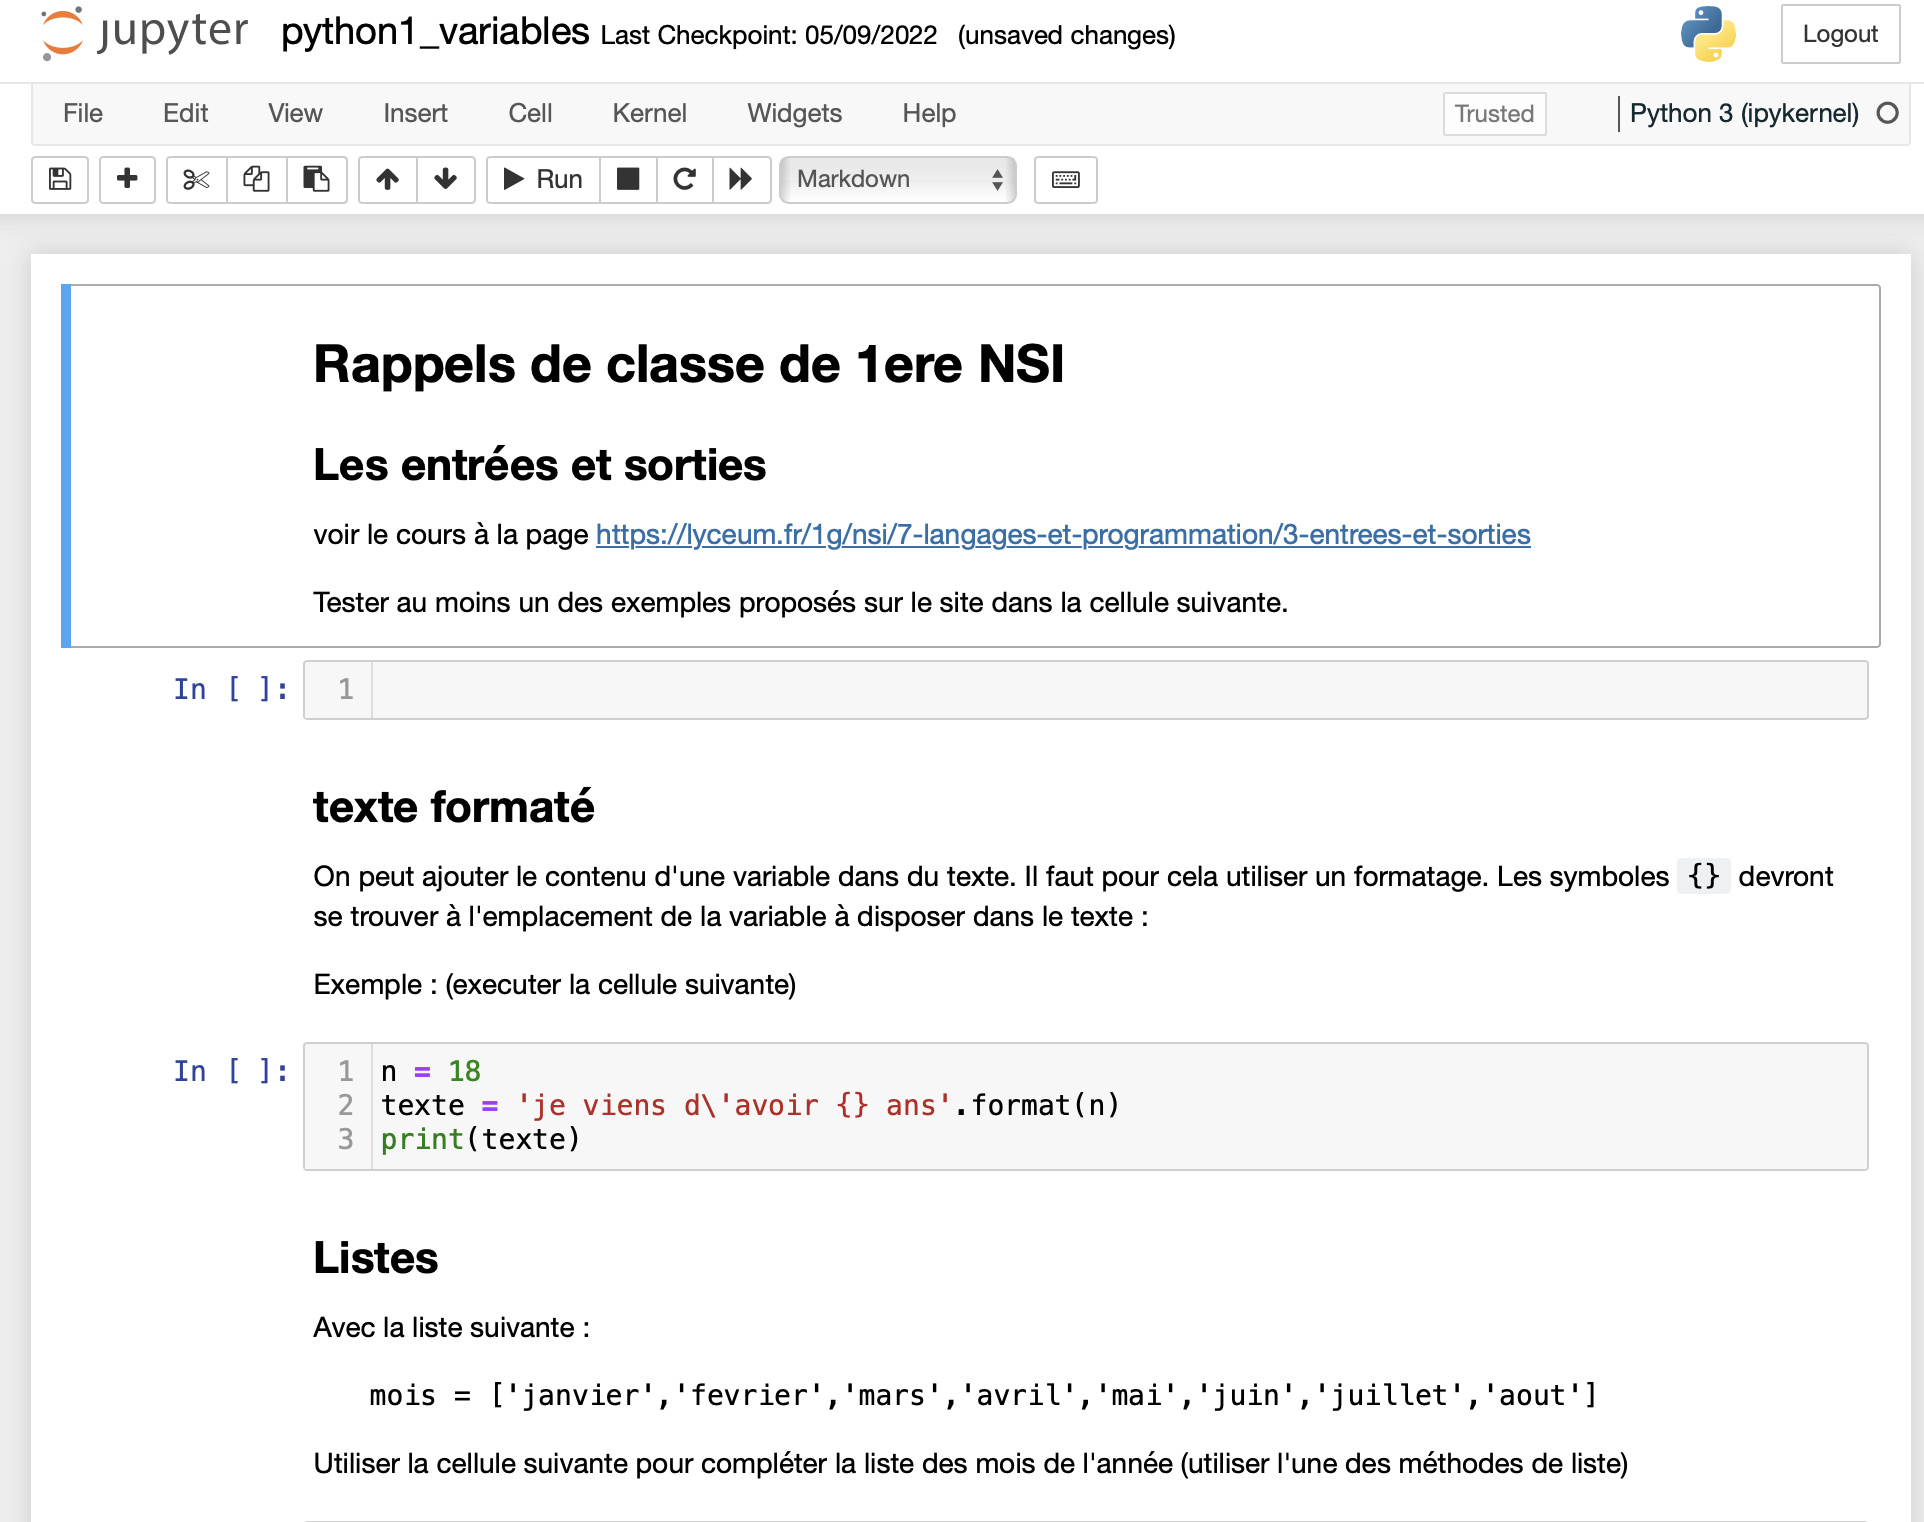 jupyter python1_variables Last Checkpoint: 05/09/2022 (unsaved changes) Logout
File Edit View Insert Cell Kernel Widgets Help Trusted Python 3 (ipykernel)
Run Markdown
Rappels de classe de 1ere NSI
Les entrées et sorties
voir le cours à la page https://lyceum.fr/1g/nsi/7-langages-et-programmation/3-entrees-et-sorties
Tester au moins un des exemples proposés sur le site dans la cellule suivante.
In [ ]: 1
texte formaté
On peut ajouter le contenu d'une variable dans du texte. Il faut pour cela utiliser un formatage. Les symboles {} devront
se trouver à l'emplacement de la variable à disposer dans le texte :
Exemple : (executer la cellule suivante)
In [ ]: 1 n = 18
2 texte = 'je viens d\'avoir {} ans'.format(n)
3 print(texte)
Listes
Avec la liste suivante :
mois = ['janvier','fevrier','mars','avril','mai','juin','juillet','aout']
Utiliser la cellule suivante pour compléter la liste des mois de l'année (utiliser l'une des méthodes de liste)